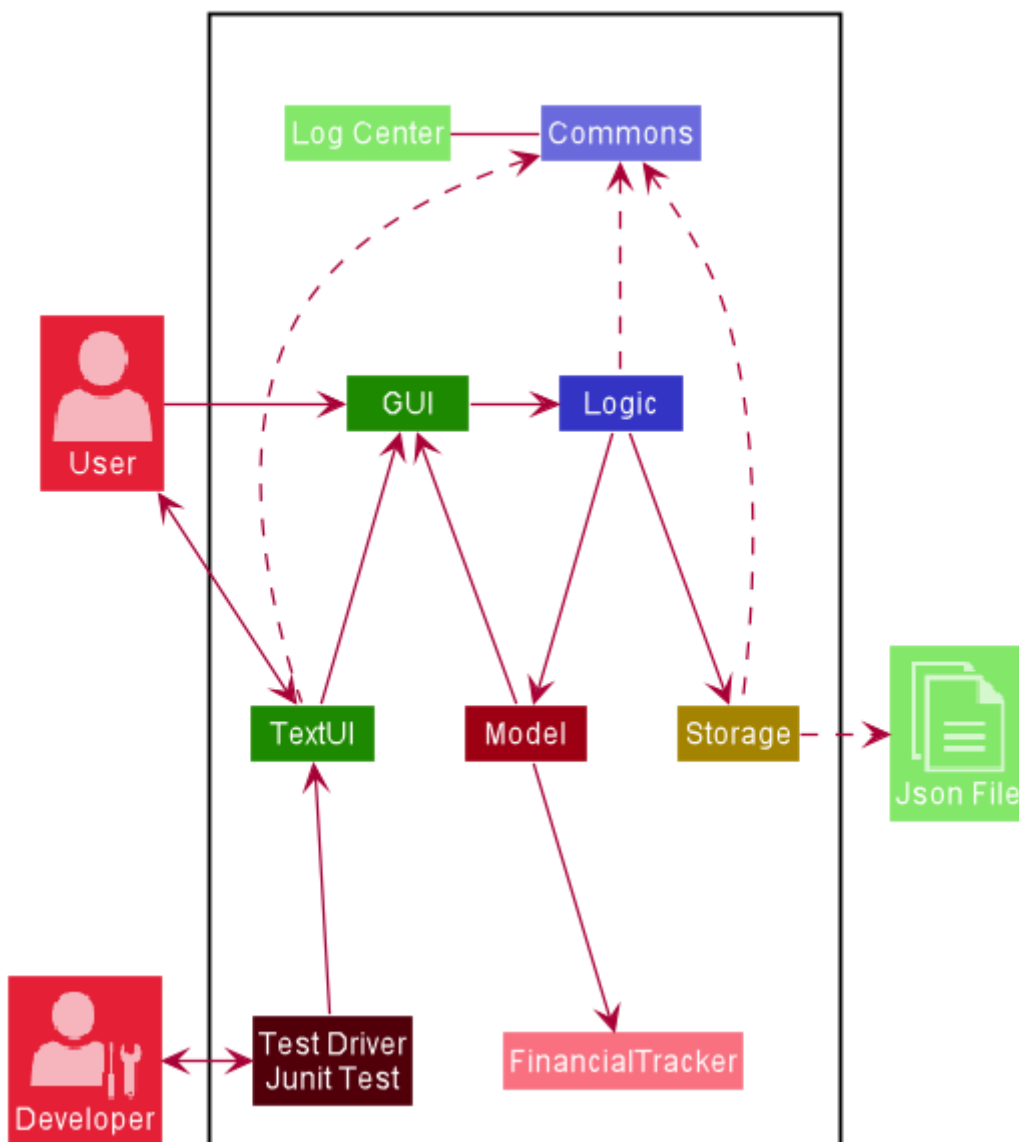 Log Center
Commons
User
GUI
Logic
TextUI
Model
Storage
Json File
Developer
Test Driver
Junit Test
FinancialTracker